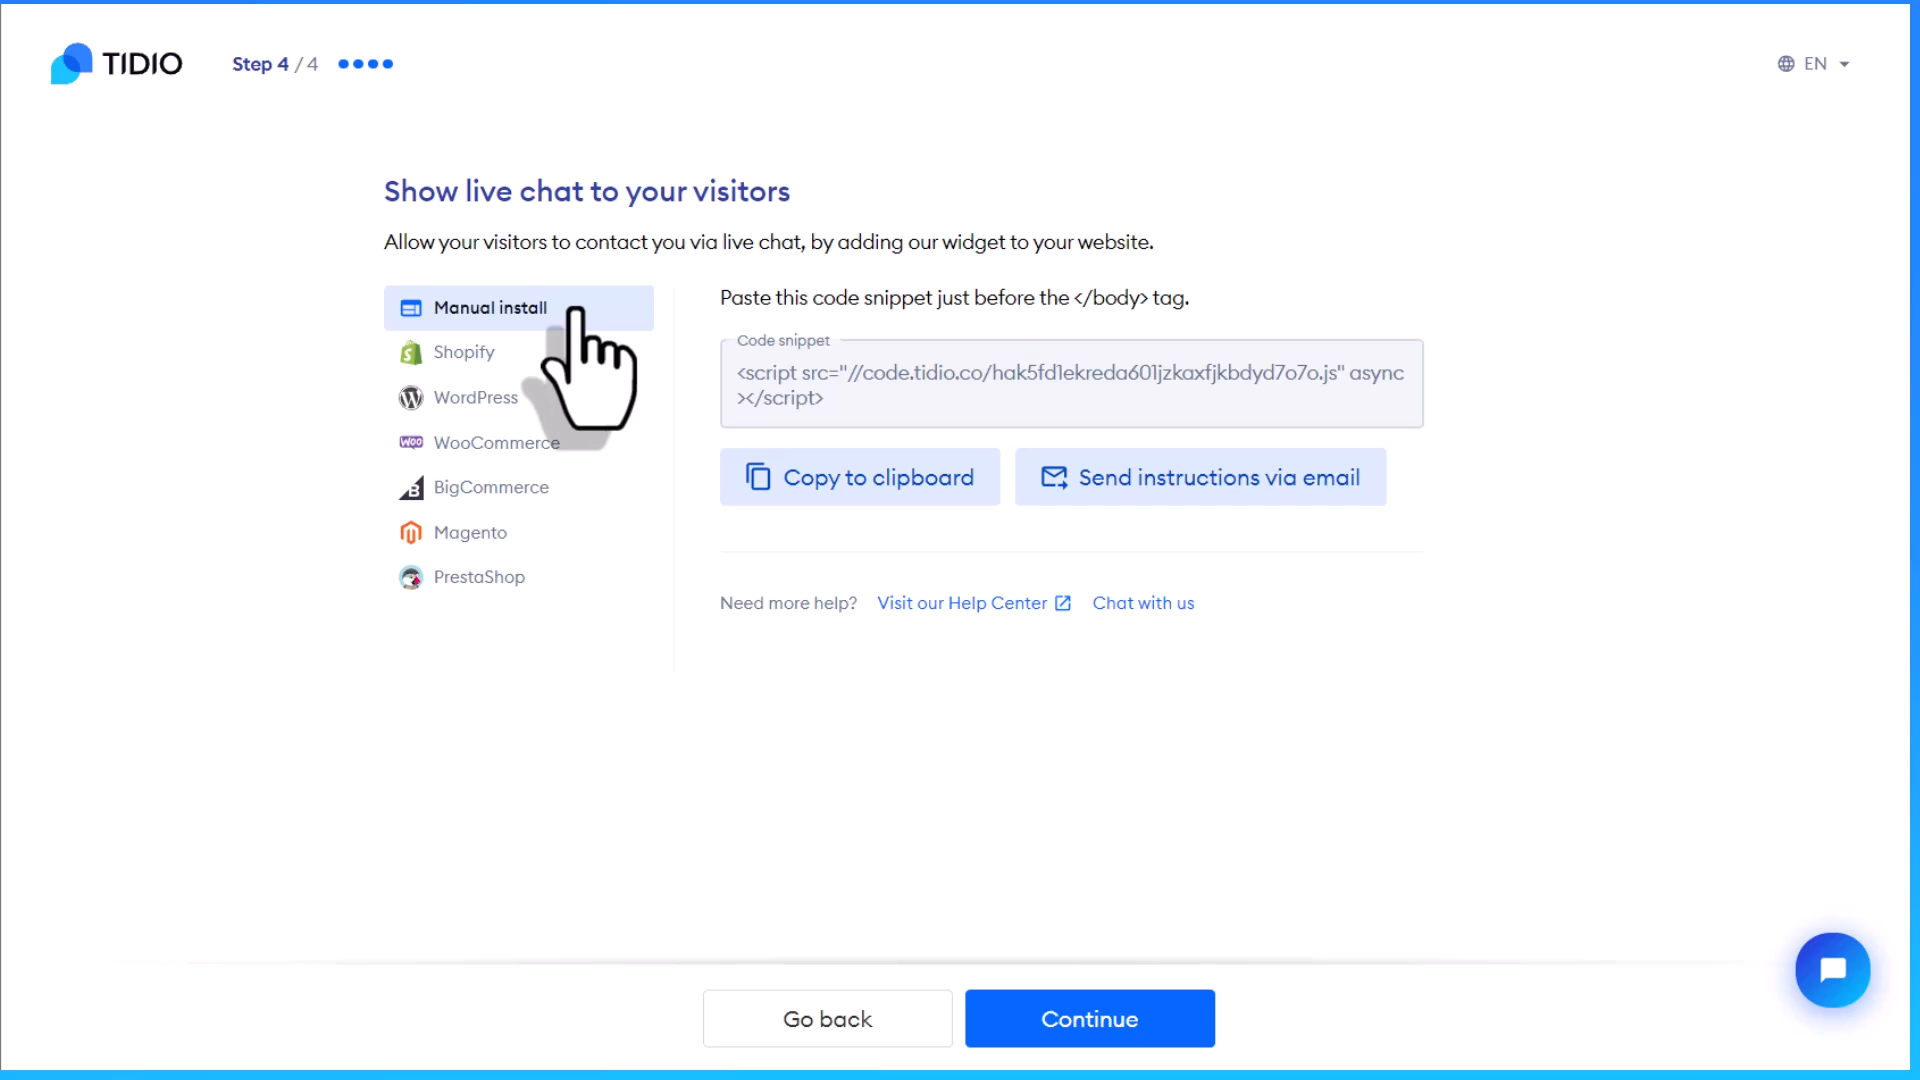 TIDIO
Step 4 / 4
EN
Show live chat to your visitors
Allow your visitors to contact you via live chat, by adding our widget to your website.
Manual install
Shopify
WordPress
WooCommerce
BigCommerce
Magento
PrestaShop
Paste this code snippet just before the </body> tag.
Code snippet
<script src="//code.tidio.co/hak5fd1ekreda601jzkaxfjkbdyd7o7o.js" async
></script>
Copy to clipboard
Send instructions via email
Need more help? Visit our Help Center Chat with us
Go back
Continue